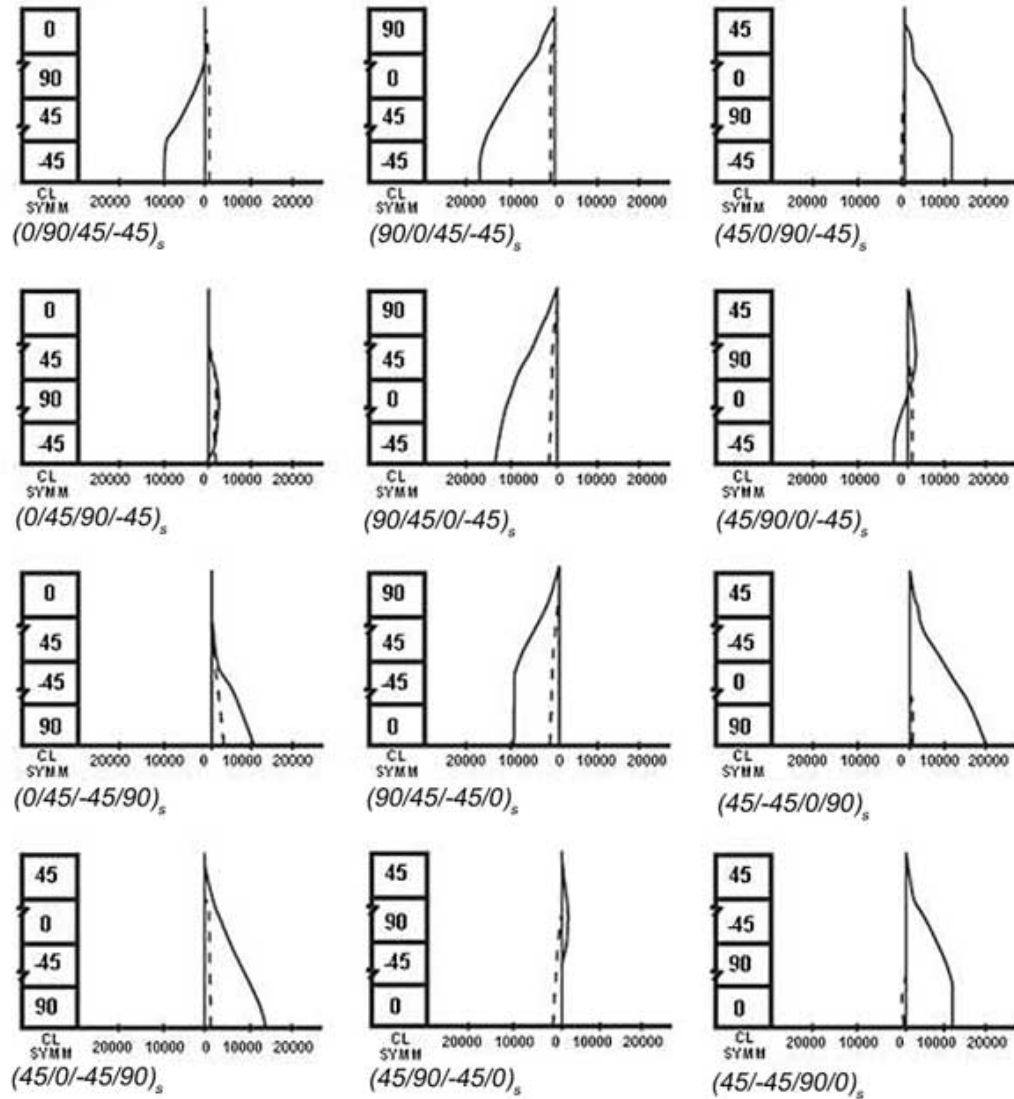 0 90 45
90 0 0
45 45 90
-45 -45 -45
CL 20000 10000 0 10000 20000 CL 20000 10000 0 10000 20000 CL 20000 10000 0 10000 20000
SYMM SYMM SYMM
(0/90/45/-45)s (90/0/45/-45)s (45/0/90/-45)s
0 90 45
45 45 90
90 0 0
-45 -45 -45
CL 20000 10000 0 10000 20000 CL 20000 10000 0 10000 20000 CL 20000 10000 0 10000 20000
SYMM SYMM SYMM
(0/45/90/-45)s (90/45/0/-45)s (45/90/0/-45)s
0 90 45
45 45 -45
-45 -45 0
90 0 90
CL 20000 10000 0 10000 20000 CL 20000 10000 0 10000 20000 CL 20000 10000 0 10000 20000
SYMM SYMM SYMM
(0/45/-45/90)s (90/45/-45/0)s (45/-45/0/90)s
45 45 45
0 90 -45
-45 -45 90
90 0 0
CL 20000 10000 0 10000 20000 CL 20000 10000 0 10000 20000 CL 20000 10000 0 10000 20000
SYMM SYMM SYMM
(45/0/-45/90)s (45/90/-45/0)s (45/-45/90/0)s